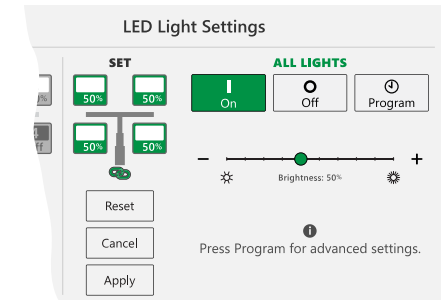 LED Light Settings
SET
ALL LIGHTS
50% 50%
50% 50%
On
Off
Program
Brightness: 50%
Reset
Cancel
Apply
Press Program for advanced settings.